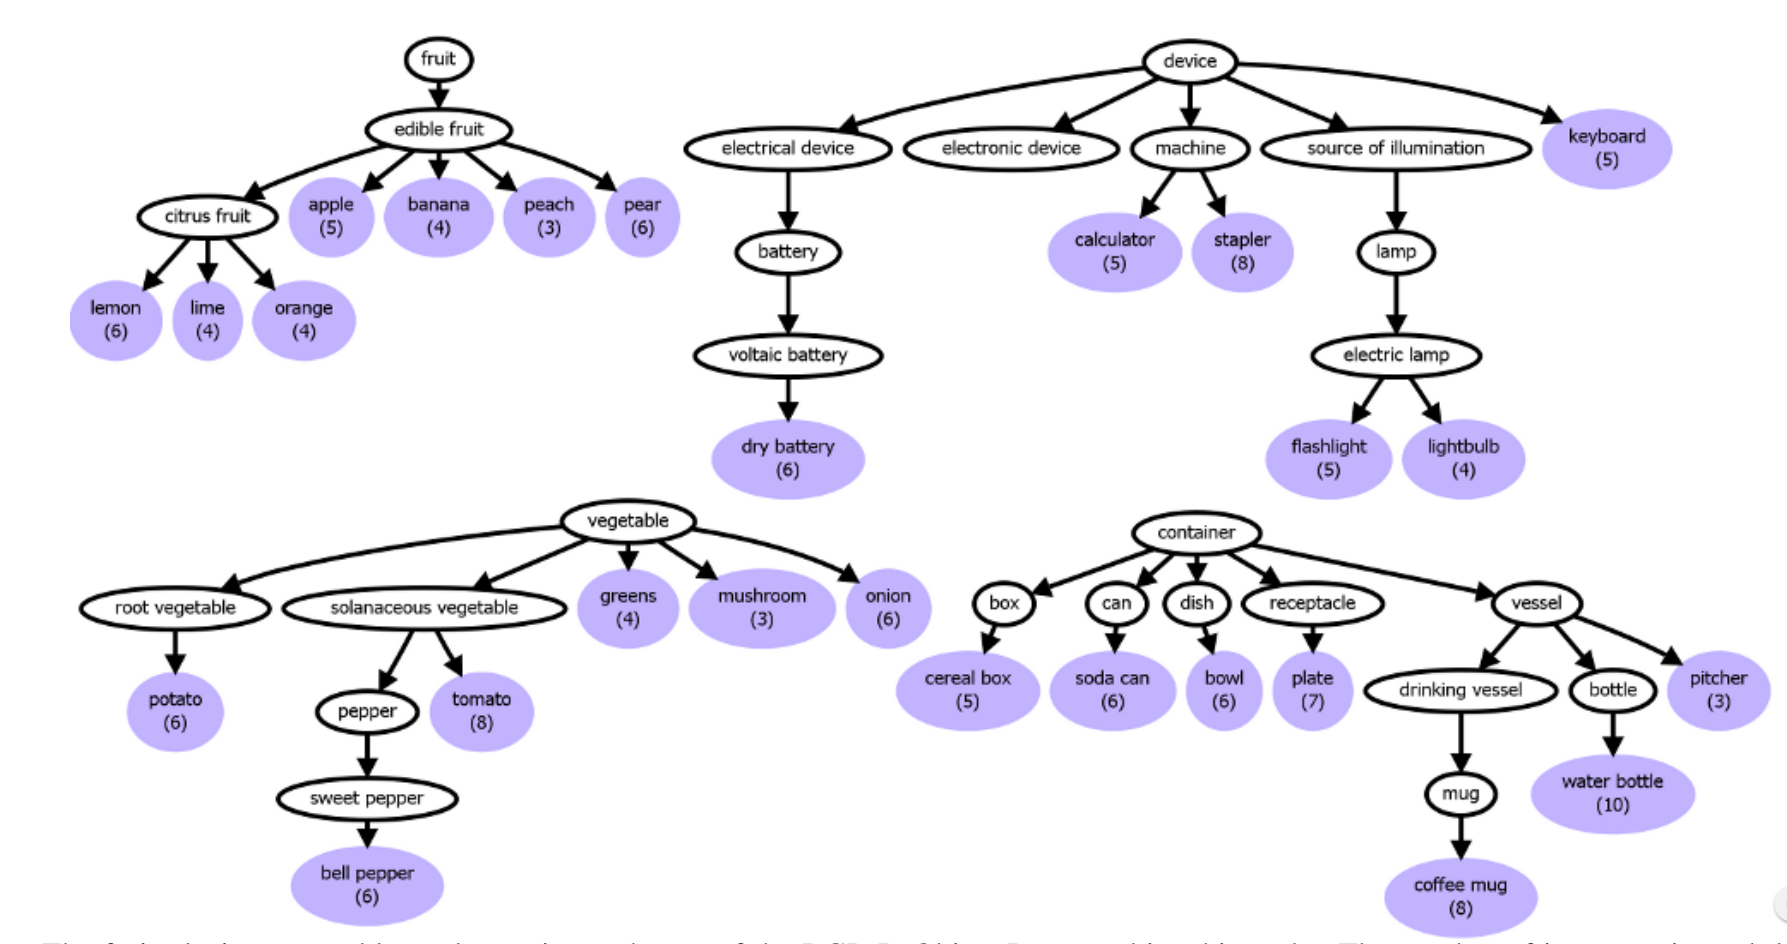 fruit
edible fruit
citrus fruit
apple
(5)
banana
(4)
peach
(3)
pear
(6)
lemon
(6)
lime
(4)
orange
(4)
device
electrical device
electronic device
machine
source of illumination
keyboard
(5)
battery
calculator
(5)
stapler
(8)
lamp
voltaic battery
electric lamp
dry battery
(6)
flashlight
(5)
lightbulb
(4)
vegetable
root vegetable
solanaceous vegetable
greens
(4)
mushroom
(3)
onion
(6)
potato
(6)
pepper
tomato
(8)
sweet pepper
bell pepper
(6)
container
box
can
dish
receptacle
vessel
cereal box
(5)
soda can
(6)
bowl
(6)
plate
(7)
drinking vessel
bottle
pitcher
(3)
mug
water bottle
(10)
coffee mug
(8)